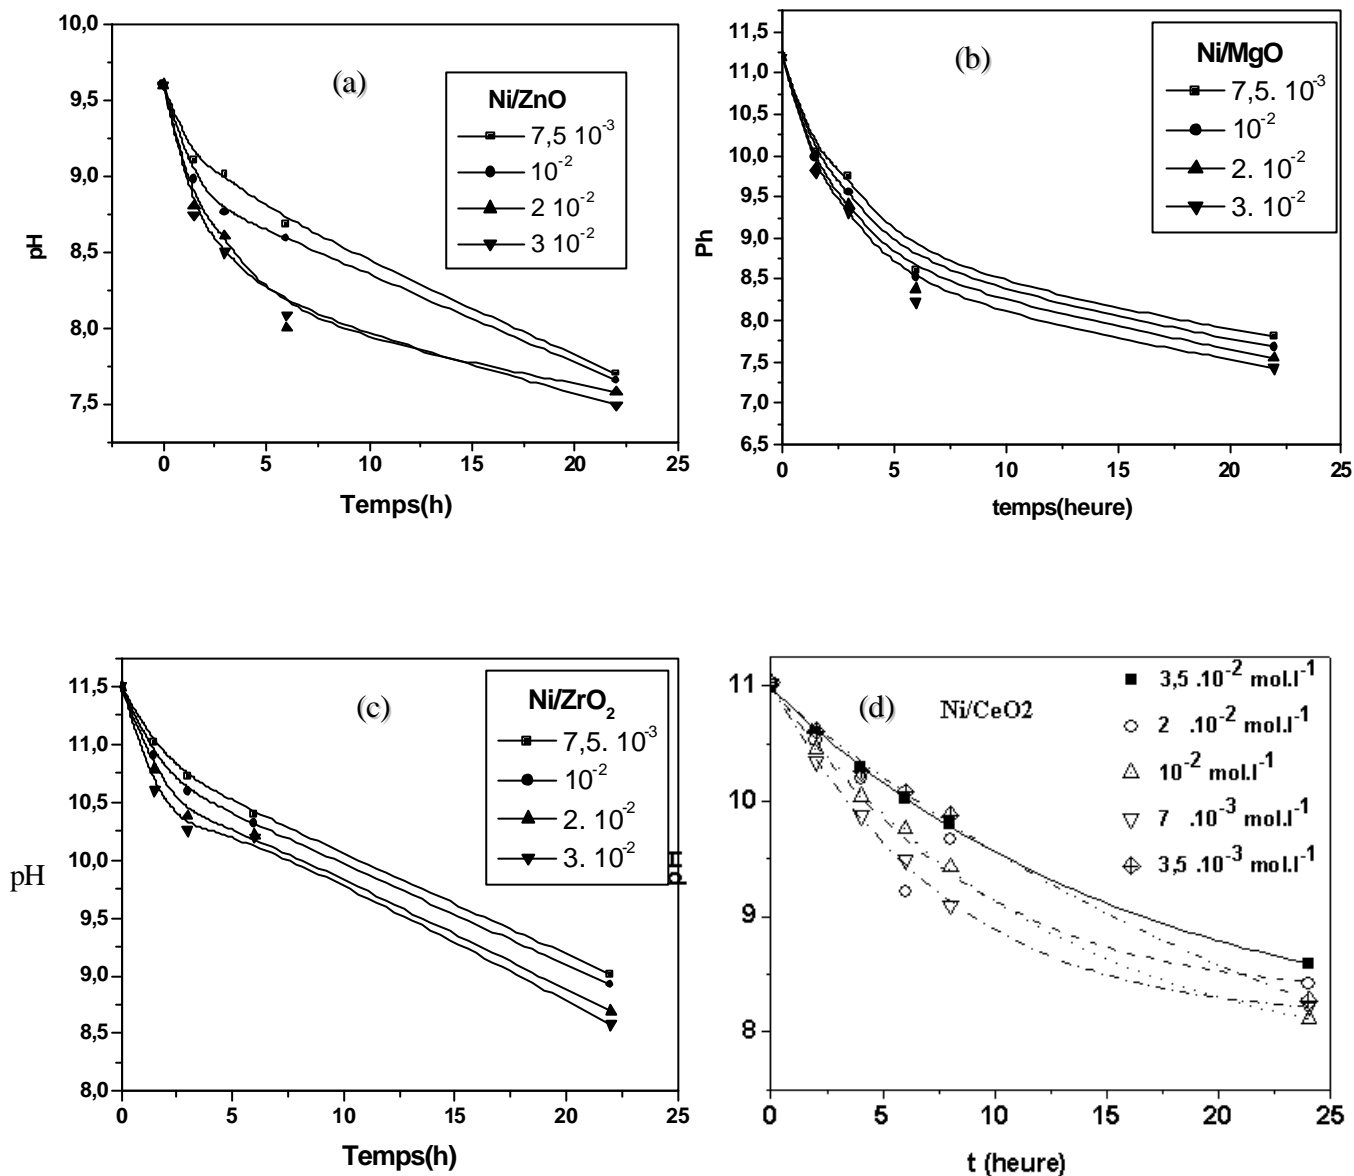 (a)
Ni/ZnO
7,5 10⁻³
10⁻²
2 10⁻²
3 10⁻²
pH
10,0
9,5
9,0
8,5
8,0
7,5
0 5 10 15 20 25
Temps(h)
(b)
Ni/MgO
7,5. 10⁻³
10⁻²
2. 10⁻²
3. 10⁻²
Ph
11,5
11,0
10,5
10,0
9,5
9,0
8,5
8,0
7,5
7,0
6,5
0 5 10 15 20 25
temps(heure)
(c)
Ni/ZrO₂
7,5. 10⁻³
10⁻²
2. 10⁻²
3. 10⁻²
pH
11,5
11,0
10,5
10,0
9,5
9,0
8,5
8,0
0 5 10 15 20 25
Temps(h)
(d)
Ni/CeO2
3,5 .10⁻² mol.l⁻¹
2 .10⁻² mol.l⁻¹
10⁻² mol.l⁻¹
7 .10⁻³ mol.l⁻¹
3,5 .10⁻³ mol.l⁻¹
pH
11
10
9
8
0 5 10 15 20 25
t (heure)